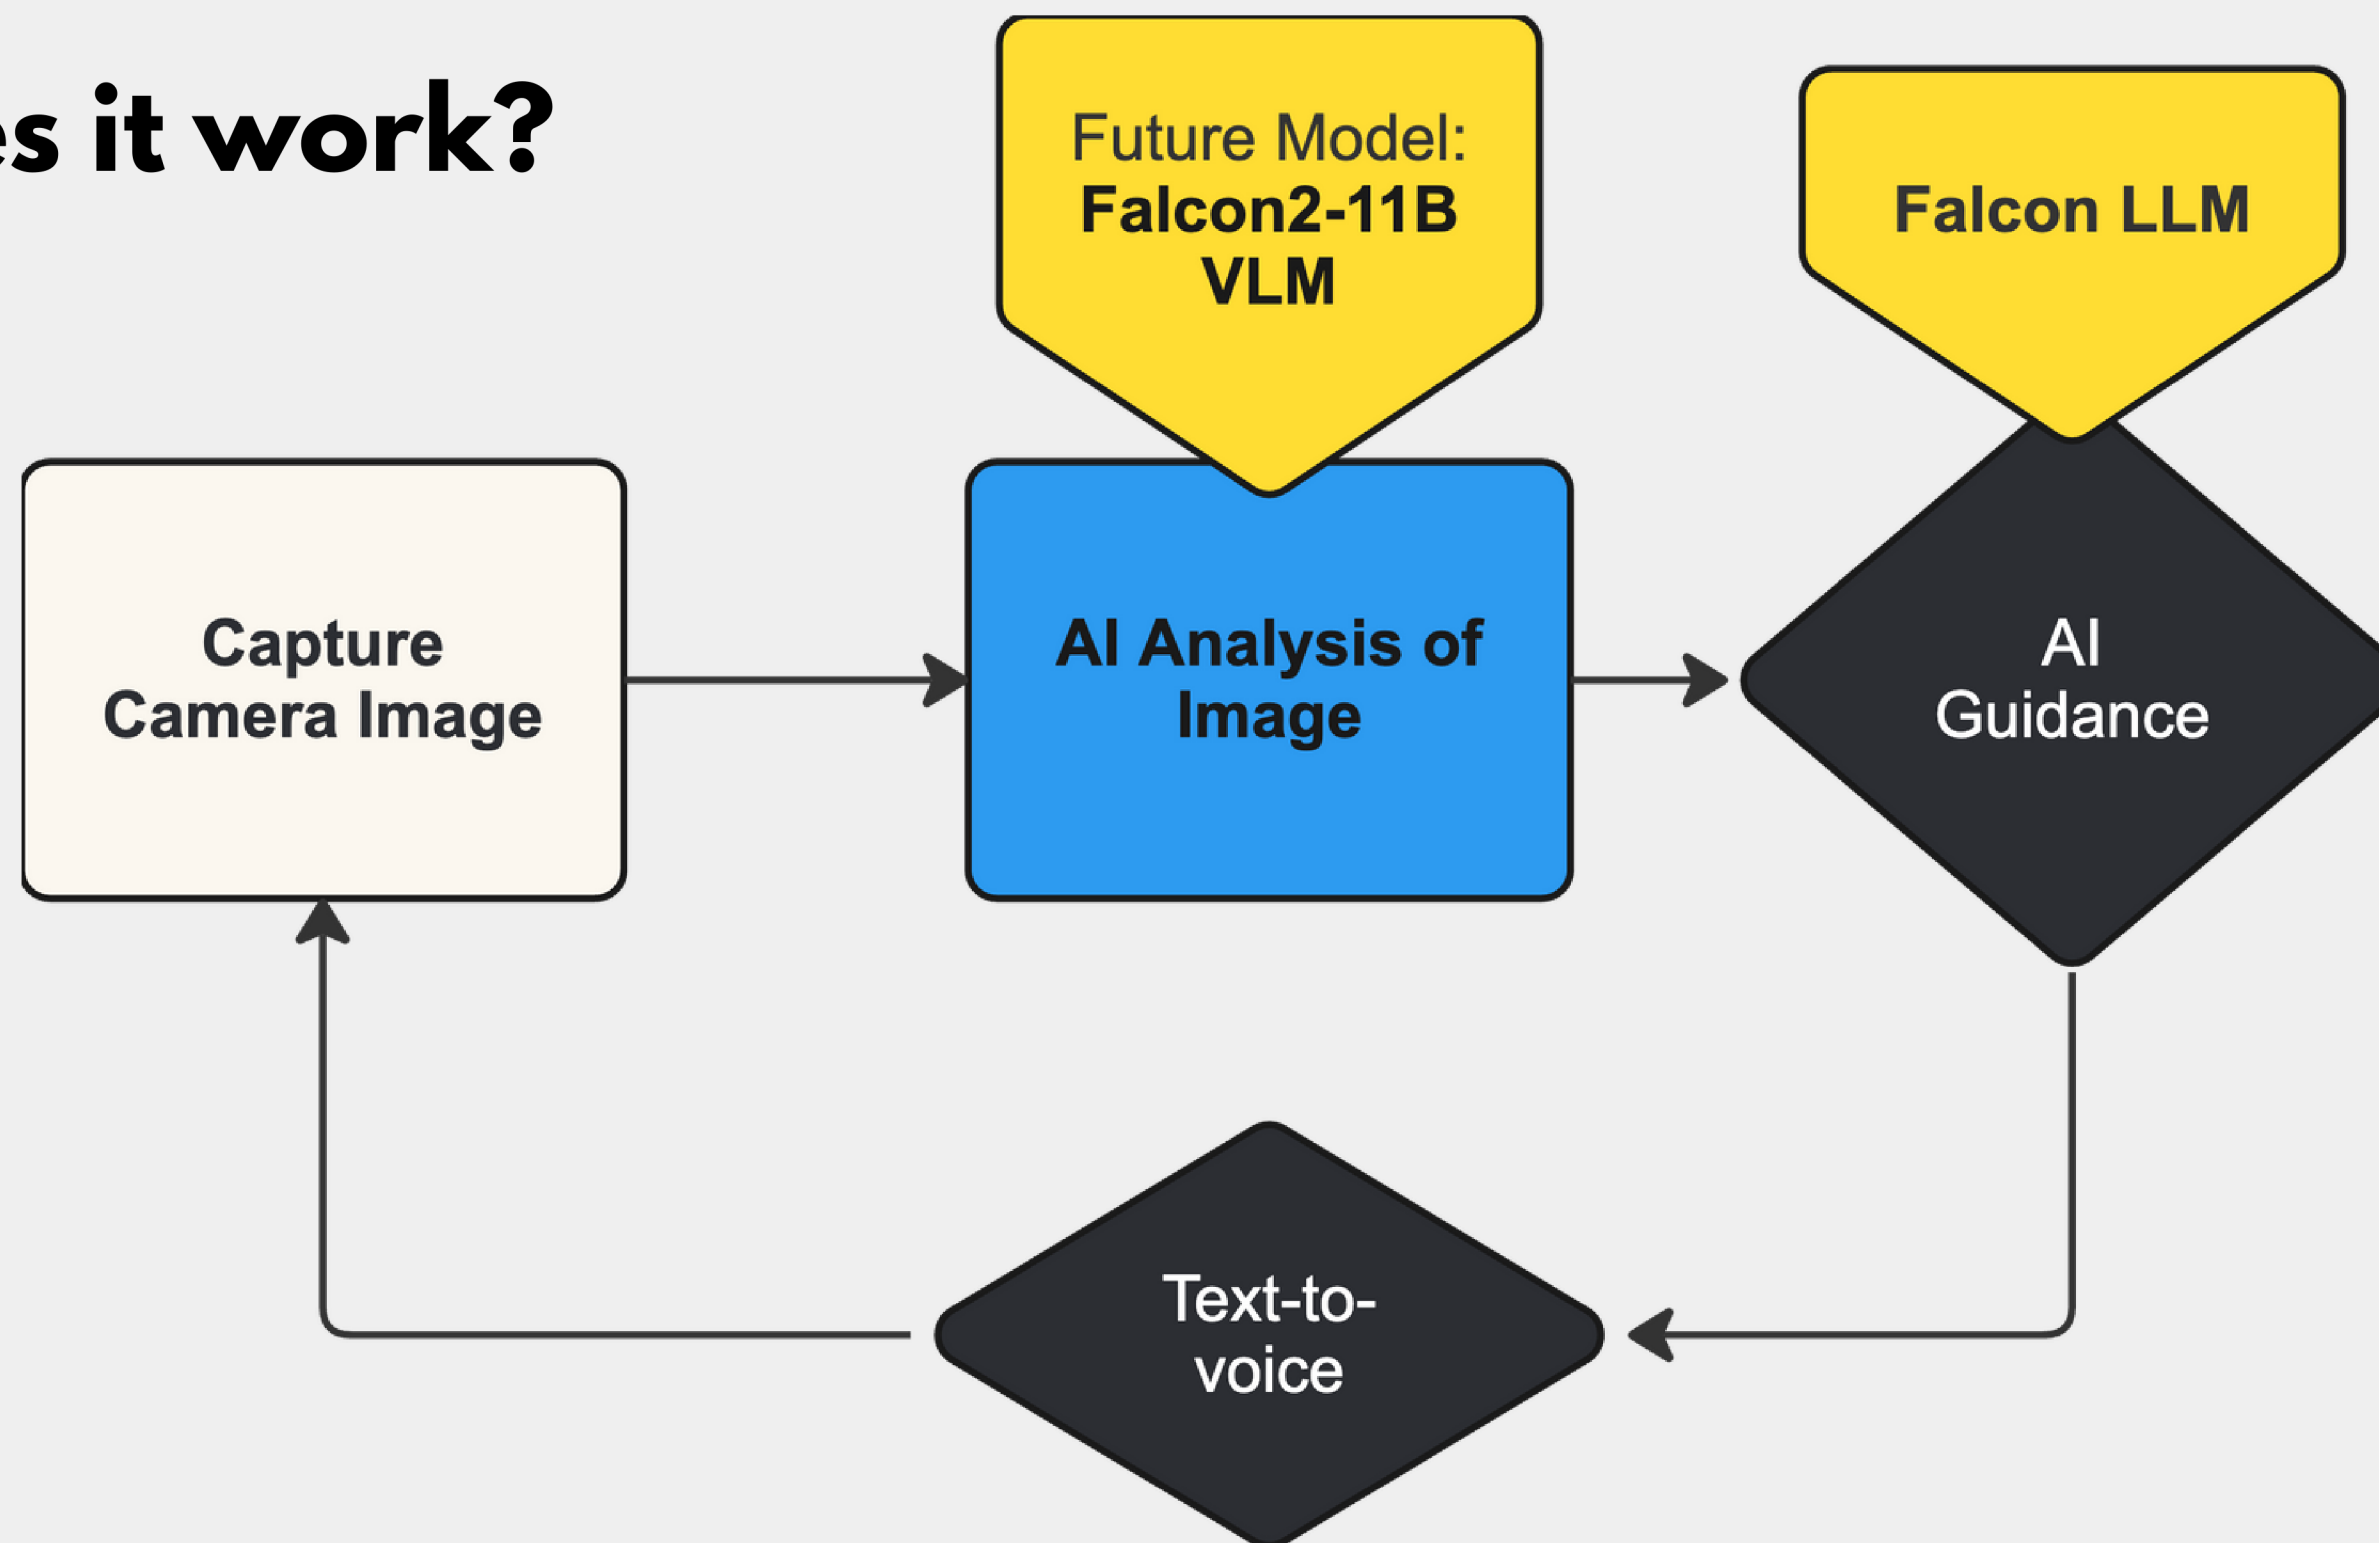 es it work?
Future Model:
Falcon2-11B
VLM
Falcon LLM
Capture
Camera Image
AI Analysis of
Image
AI
Guidance
Text-to-
voice